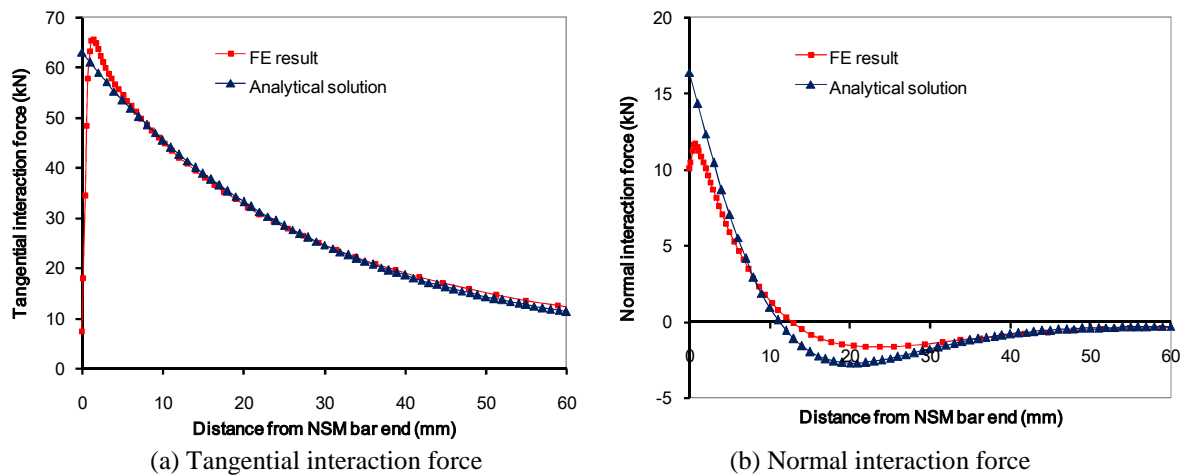 70
60
50
40
30
20
10
0
Tangential interaction force (kN)
FE result
Analytical solution
0 10 20 30 40 50 60
Distance from NSM bar end (mm)
(a) Tangential interaction force
20
15
10
5
0
-5
Normal interaction force (kN)
FE result
Analytical solution
0 10 20 30 40 50 60
Distance from NSM bar end (mm)
(b) Normal interaction force